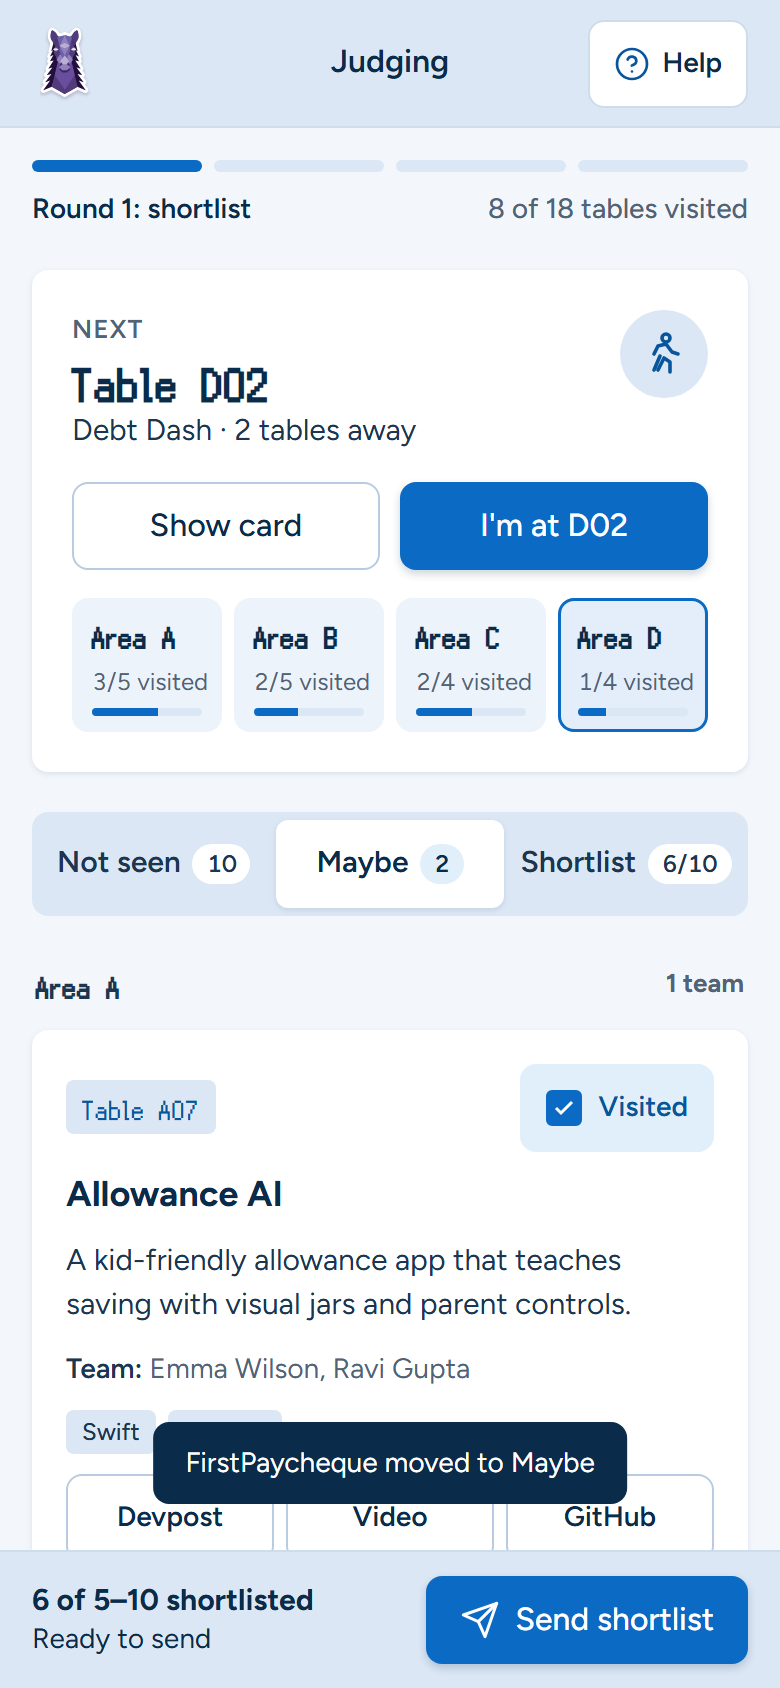 Judging
Help
Round 1: shortlist
8 of 18 tables visited
NEXT
Table D02
Debt Dash · 2 tables away
Show card
I'm at D02
Area A
3/5 visited
Area B
2/5 visited
Area C
2/4 visited
Area D
1/4 visited
Not seen 10
Maybe 2
Shortlist 6/10
Area A
1 team
Table A07
Visited
Allowance AI
A kid-friendly allowance app that teaches
saving with visual jars and parent controls.
Team: Emma Wilson, Ravi Gupta
Swift
FirstPaycheque moved to Maybe
Devpost
Video
GitHub
6 of 5–10 shortlisted
Ready to send
Send shortlist